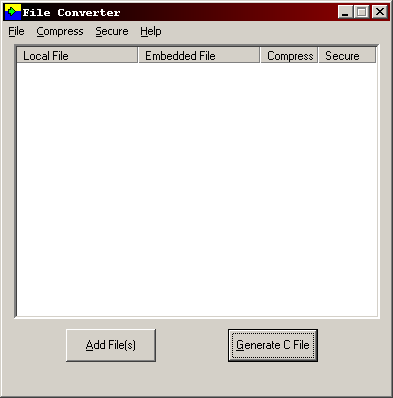 File Converter
File Compress Secure Help
Local File Embedded File Compress Secure
Add File(s) Generate C File